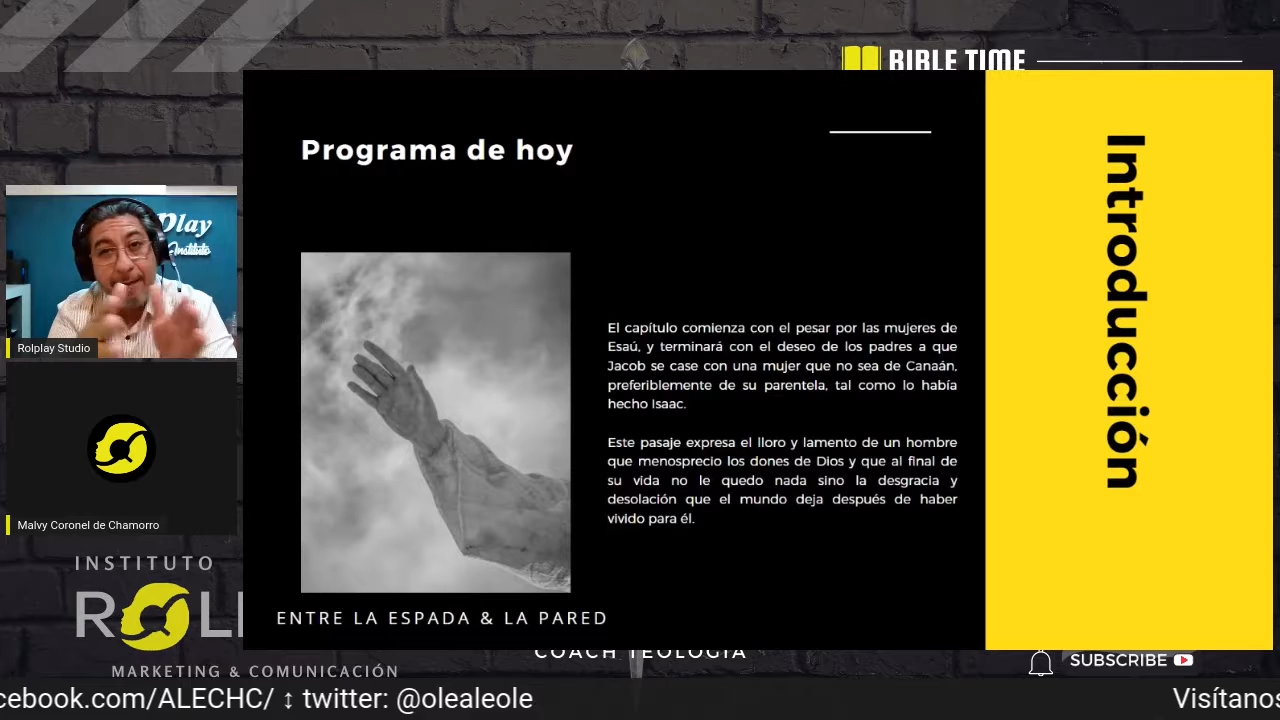 BIBLE TIME
Programa de hoy
Introducción
Play
Instituto
Rolplay Studio
El capítulo comienza con el pesar por las mujeres de
Esaú, y terminará con el deseo de los padres a que
Jacob se case con una mujer que no sea de Canaán,
preferiblemente de su parentela, tal como lo había
hecho Isaac.
Este pasaje expresa el lloro y lamento de un hombre
que menosprecio los dones de Dios y que al final de
su vida no le quedo nada sino la desgracia y
desolación que el mundo deja después de haber
vivido para él.
Malvy Coronel de Chamorro
ENTRE LA ESPADA & LA PARED
INSTITUTO
ROL
MARKETING & COMUNICACIÓN
COACH TEOLOGIA
SUBSCRIBE
cebook.com/ALECHC/ ↕ twitter: @olealeole
Visítanos